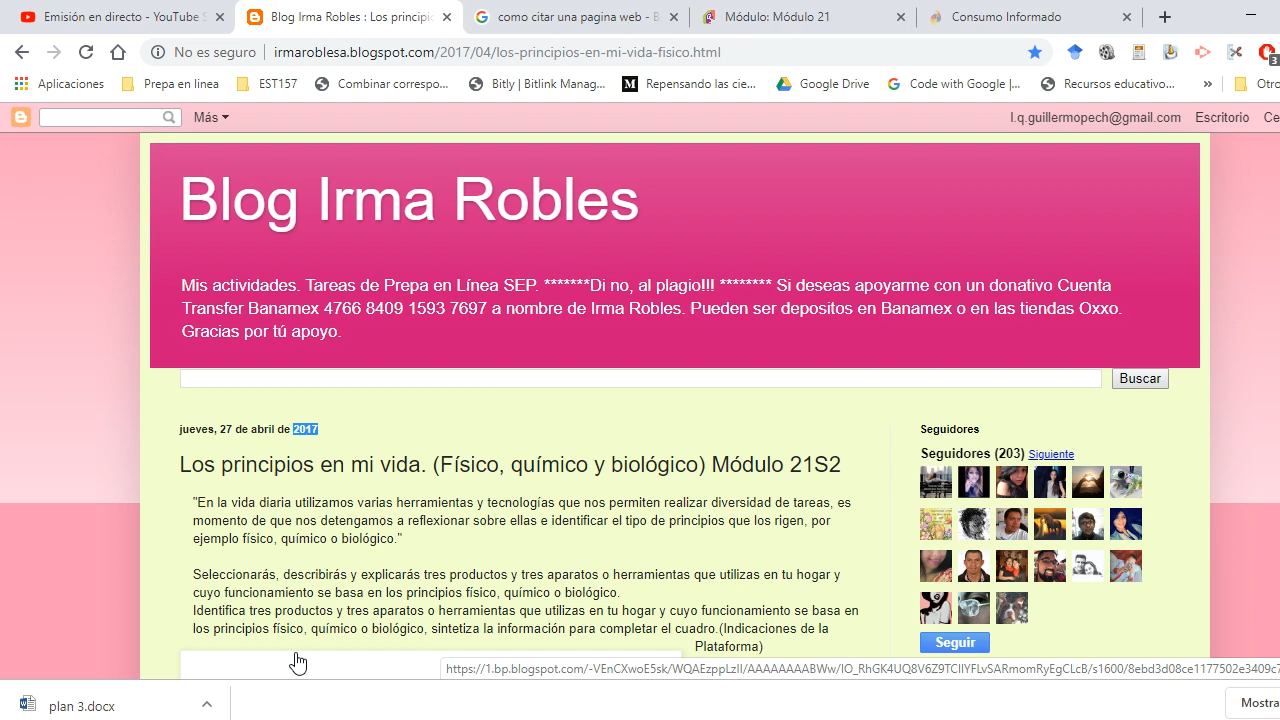 Emisión en directo - YouTube S
Blog Irma Robles : Los principio
como citar una pagina web - B
Módulo: Módulo 21
Consumo Informado
No es seguro
irmaroblesa.blogspot.com/2017/04/los-principios-en-mi-vida-fisico.html
3
Aplicaciones
Prepa en linea
EST157
Combinar correspo...
Bitly | Bitlink Manag...
Repensando las cie...
Google Drive
Code with Google |...
Recursos educativo...
»
Otro
Más
l.q.guillermopech@gmail.com
Escritorio
Ce
Blog Irma Robles
Mis actividades. Tareas de Prepa en Línea SEP. *******Di no, al plagio!!! ******** Si deseas apoyarme con un donativo Cuenta
Transfer Banamex 4766 8409 1593 7697 a nombre de Irma Robles. Pueden ser depositos en Banamex o en las tiendas Oxxo.
Gracias por tú apoyo.
Buscar
jueves, 27 de abril de 2017
Los principios en mi vida. (Físico, químico y biológico) Módulo 21S2
"En la vida diaria utilizamos varias herramientas y tecnologías que nos permiten realizar diversidad de tareas, es
momento de que nos detengamos a reflexionar sobre ellas e identificar el tipo de principios que los rigen, por
ejemplo físico, químico o biológico."
Seleccionarás, describirás y explicarás tres productos y tres aparatos o herramientas que utilizas en tu hogar y
cuyo funcionamiento se basa en los principios físico, químico o biológico.
Identifica tres productos y tres aparatos o herramientas que utilizas en tu hogar y cuyo funcionamiento se basa en
los principios físico, químico o biológico, sintetiza la información para completar el cuadro.(Indicaciones de la
Plataforma)
Seguidores
Seguidores (203) Siguiente
Seguir
plan 3.docx
Mostra